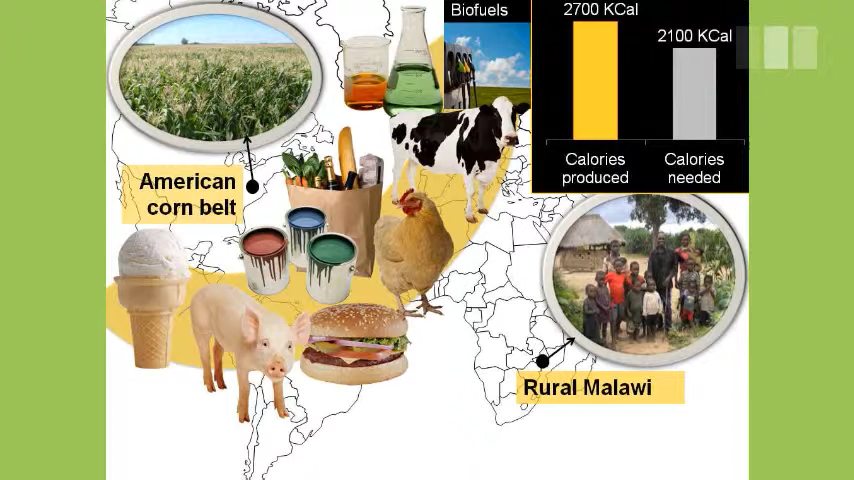 Biofuels
2700 KCal
2100 KCal
Calories
produced
Calories
needed
American
corn belt
Rural Malawi